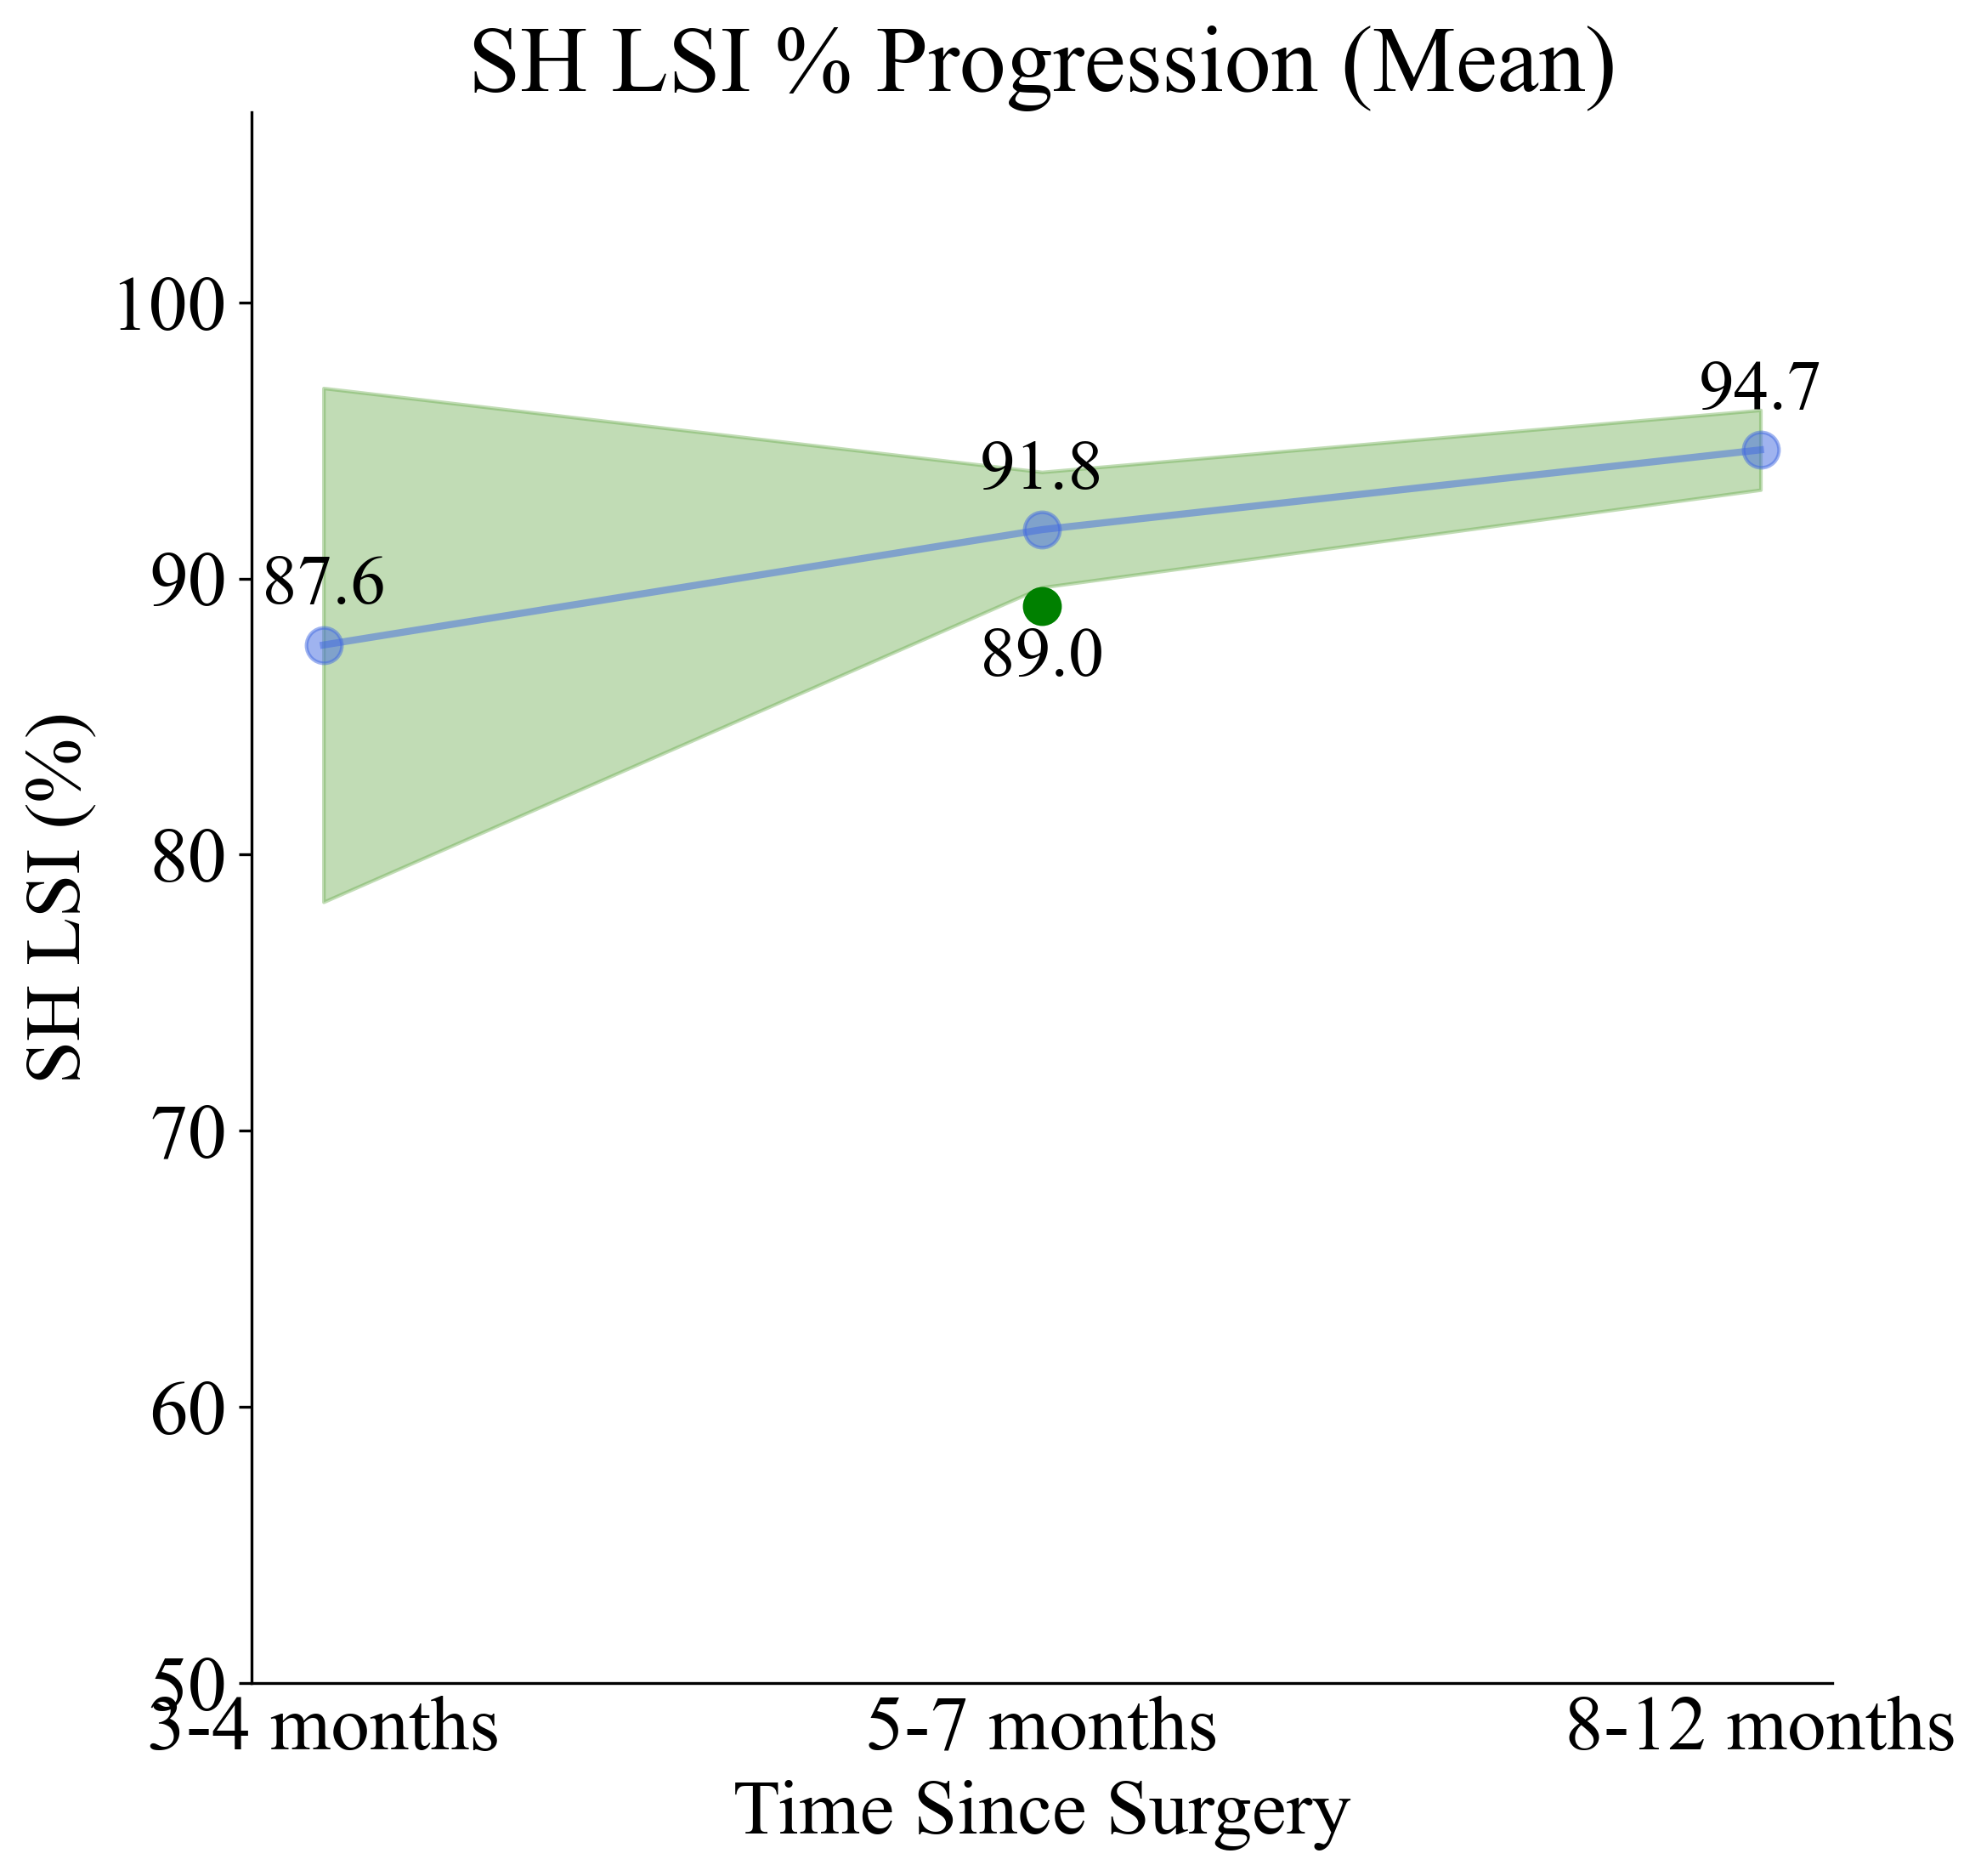 SH LSI % Progression (Mean)
100
94.7
91.8
90
87.6
89.0
80
SH LSI (%)
70
60
50
3-4 months
5-7 months
8-12 months
Time Since Surgery